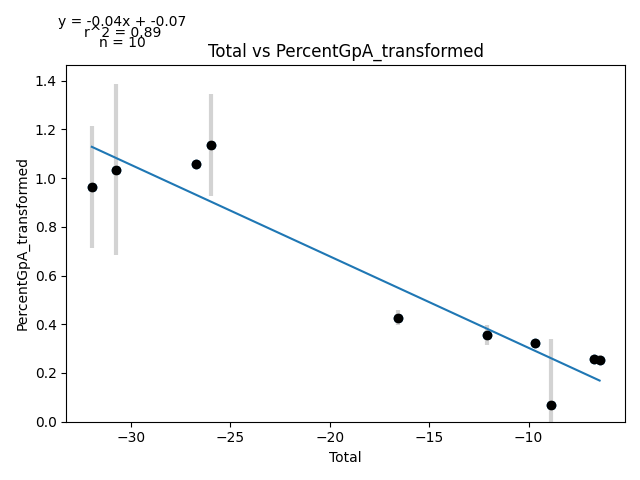 y = -0.04x + -0.07
r^2 = 0.89
n = 10
Total vs PercentGpA_transformed
1.4
1.2
1.0
0.8
0.6
0.4
0.2
0.0
PercentGpA_transformed
−30
−25
−20
−15
−10
Total